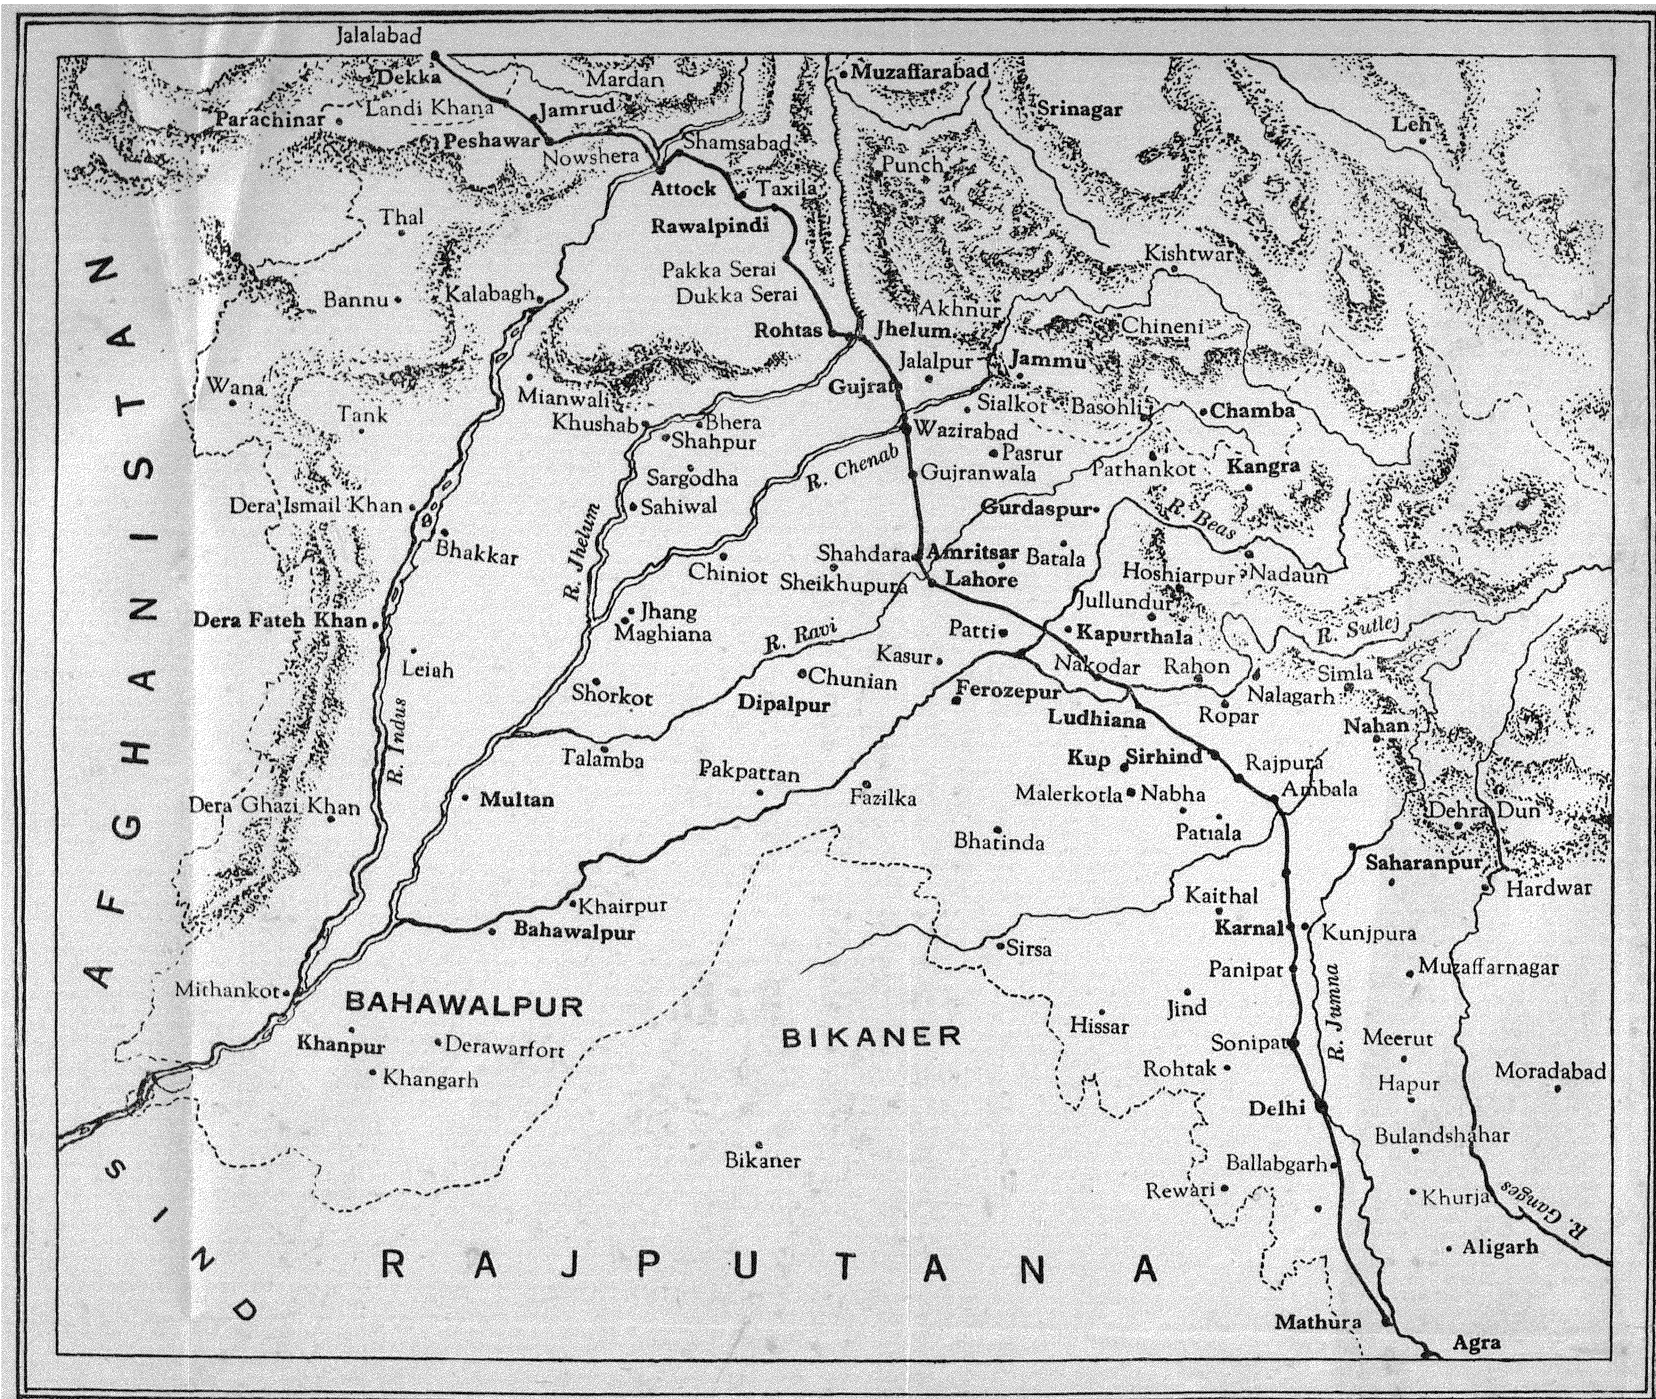 Jalalabad
Dekka
Mardan
Muzaffarabad
Landi Khana
Jamrud
Srinagar
Parachinar
Leh
Peshawar
Nowshera
Shamsabad
Punch
Attock
Taxila
Thal
Rawalpindi
Kishtwar
Pakka Serai
Dukka Serai
Bannu
Kalabagh
Akhnur
Chineni
Rohtas
Jhelum
Jalalpur
Jammu
Wana
Mianwali
Gujrat
Tank
Khushab
Bhera
Sialkot
Basohli
Chamba
Shahpur
Wazirabad
Pasrur
R. Chenab
Pathankot
Kangra
Sargodha
Gujranwala
Dera Ismail Khan
Sahiwal
Gurdaspur
R. Beas
Bhakkar
R. Jhelum
Shahdara
Amritsar
Batala
Chiniot
Sheikhupura
Lahore
Hoshiarpur
Nadaun
Jullundur
Dera Fateh Khan
Jhang
Maghiana
R. Ravi
Patti
Kapurthala
R. Sutlej
Leiah
Kasur
Nakodar
Rahon
Simla
Shorkot
Chunian
Dipalpur
Ferozepur
Nalagarh
Ludhiana
Ropar
Nahan
R. Indus
Talamba
Pakpattan
Kup
Sirhind
Rajpura
Dera Ghazi Khan
Multan
Fazilka
Malerkotla
Nabha
Ambala
Dehra Dun
Bhatinda
Patiala
Saharanpur
Hardwar
Khairpur
Kaithal
Bahawalpur
Karnal
Kunjpura
Sirsa
Panipat
Muzaffarnagar
Mithankot
BAHAWALPUR
Jind
R. Jumna
Khanpur
Derawarfort
BIKANER
Hissar
Sonipat
Meerut
Khangarh
Rohtak
Hapur
Moradabad
Delhi
Bulandshahar
Bikaner
Ballabgarh
Rewari
Khurja
R. Ganges
Aligarh
AFGHANISTAN
SIND
RAJPUTANA
Mathura
Agra